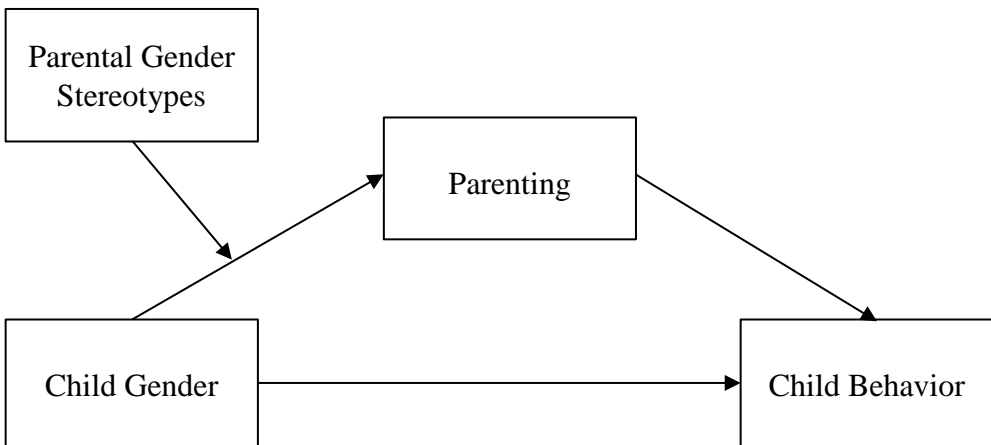 Parental Gender
Stereotypes
Parenting
Child Gender
Child Behavior